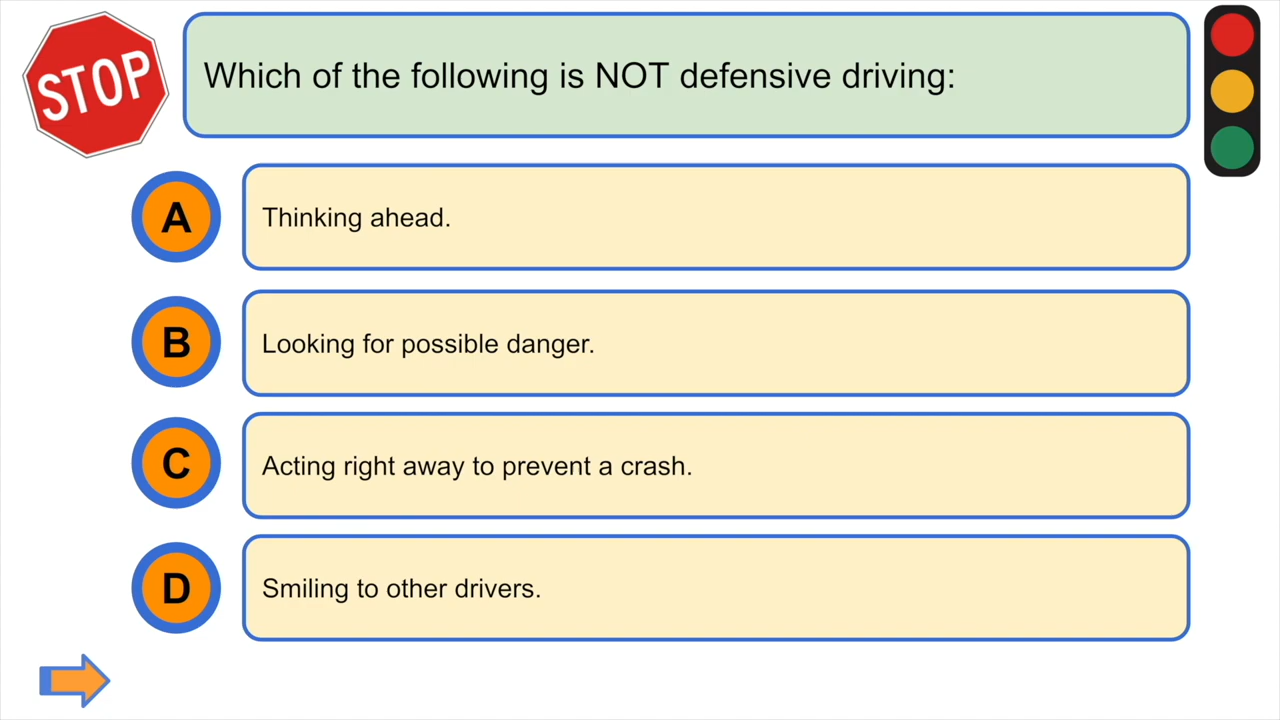 STOP
Which of the following is NOT defensive driving:
A
Thinking ahead.
B
Looking for possible danger.
C
Acting right away to prevent a crash.
D
Smiling to other drivers.